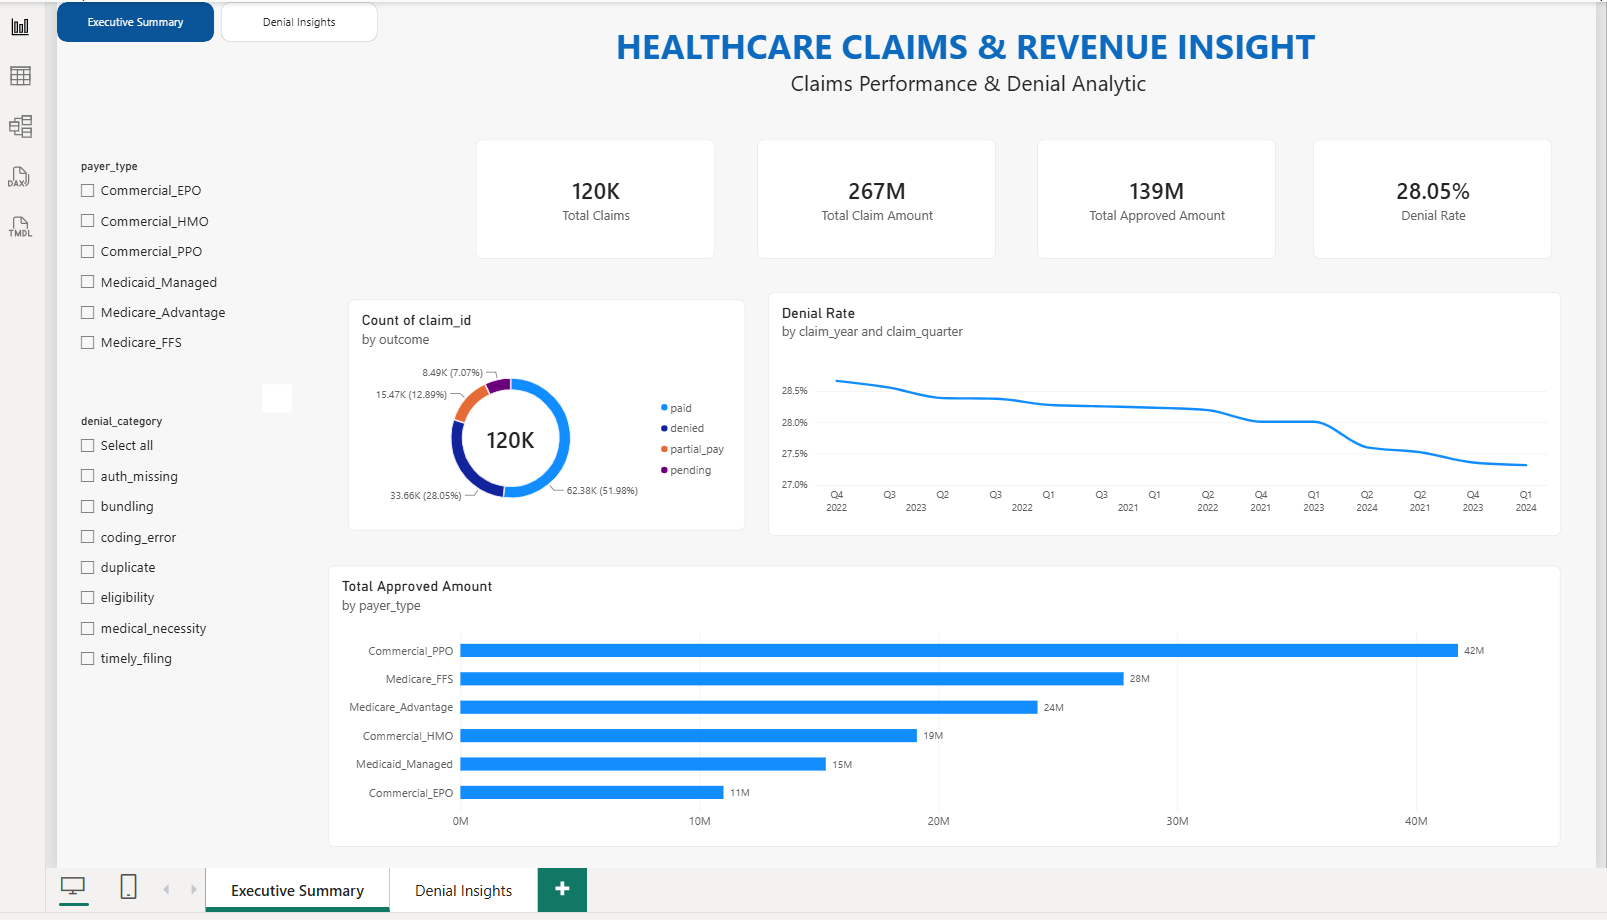 Executive Summary
Denial Insights
HEALTHCARE CLAIMS & REVENUE INSIGHT
Claims Performance & Denial Analytic
DAX
TMDL
payer_type
Commercial_EPO
Commercial_HMO
Commercial_PPO
Medicaid_Managed
Medicare_Advantage
Medicare_FFS
denial_category
Select all
auth_missing
bundling
coding_error
duplicate
eligibility
medical_necessity
timely_filing
120K
Total Claims
267M
Total Claim Amount
139M
Total Approved Amount
28.05%
Denial Rate
Count of claim_id
by outcome
8.49K (7.07%)
15.47K (12.89%)
120K
33.66K (28.05%)
62.38K (51.98%)
paid
denied
partial_pay
pending
Denial Rate
by claim_year and claim_quarter
28.5%
28.0%
27.5%
27.0%
Q4 Q3 Q2 Q3 Q1 Q3 Q1 Q2 Q4 Q1 Q2 Q2 Q4 Q1
2022 2023 2022 2021 2022 2021 2023 2024 2021 2023 2024
Total Approved Amount
by payer_type
Commercial_PPO 42M
Medicare_FFS 28M
Medicare_Advantage 24M
Commercial_HMO 19M
Medicaid_Managed 15M
Commercial_EPO 11M
0M 10M 20M 30M 40M
Executive Summary
Denial Insights